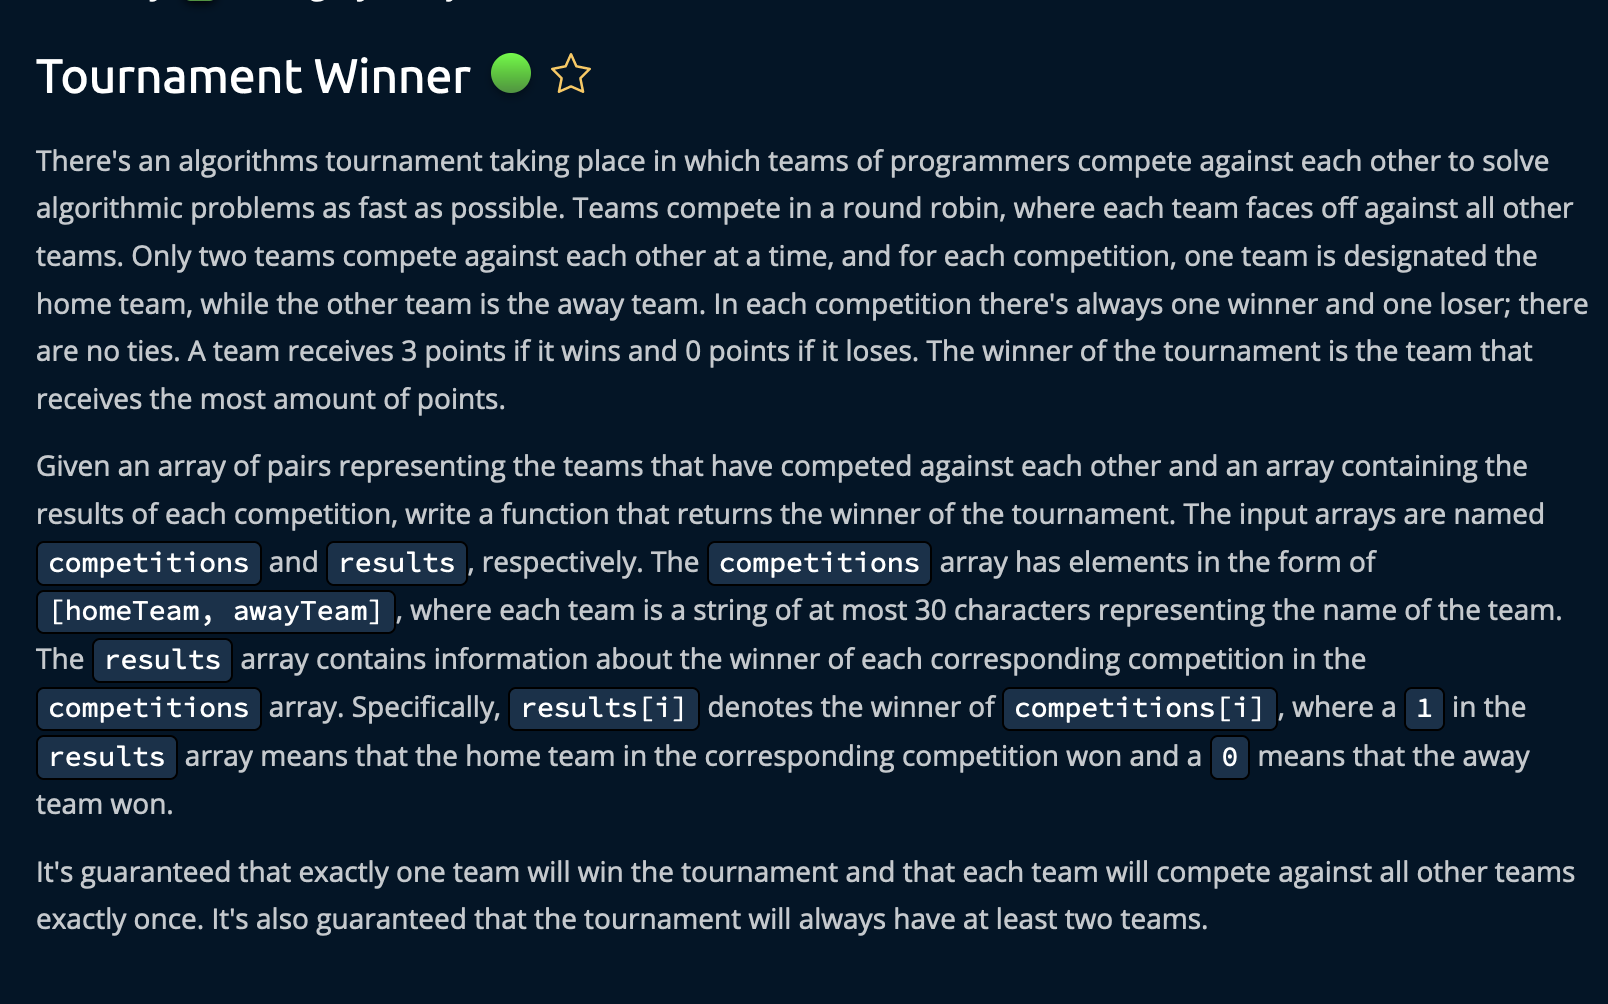 Tournament Winner
There's an algorithms tournament taking place in which teams of programmers compete against each other to solve
algorithmic problems as fast as possible. Teams compete in a round robin, where each team faces off against all other
teams. Only two teams compete against each other at a time, and for each competition, one team is designated the
home team, while the other team is the away team. In each competition there's always one winner and one loser; there
are no ties. A team receives 3 points if it wins and 0 points if it loses. The winner of the tournament is the team that
receives the most amount of points.
Given an array of pairs representing the teams that have competed against each other and an array containing the
results of each competition, write a function that returns the winner of the tournament. The input arrays are named
competitions and results, respectively. The competitions array has elements in the form of
[homeTeam, awayTeam], where each team is a string of at most 30 characters representing the name of the team.
The results array contains information about the winner of each corresponding competition in the
competitions array. Specifically, results[i] denotes the winner of competitions[i], where a 1 in the
results array means that the home team in the corresponding competition won and a 0 means that the away
team won.
It's guaranteed that exactly one team will win the tournament and that each team will compete against all other teams
exactly once. It's also guaranteed that the tournament will always have at least two teams.